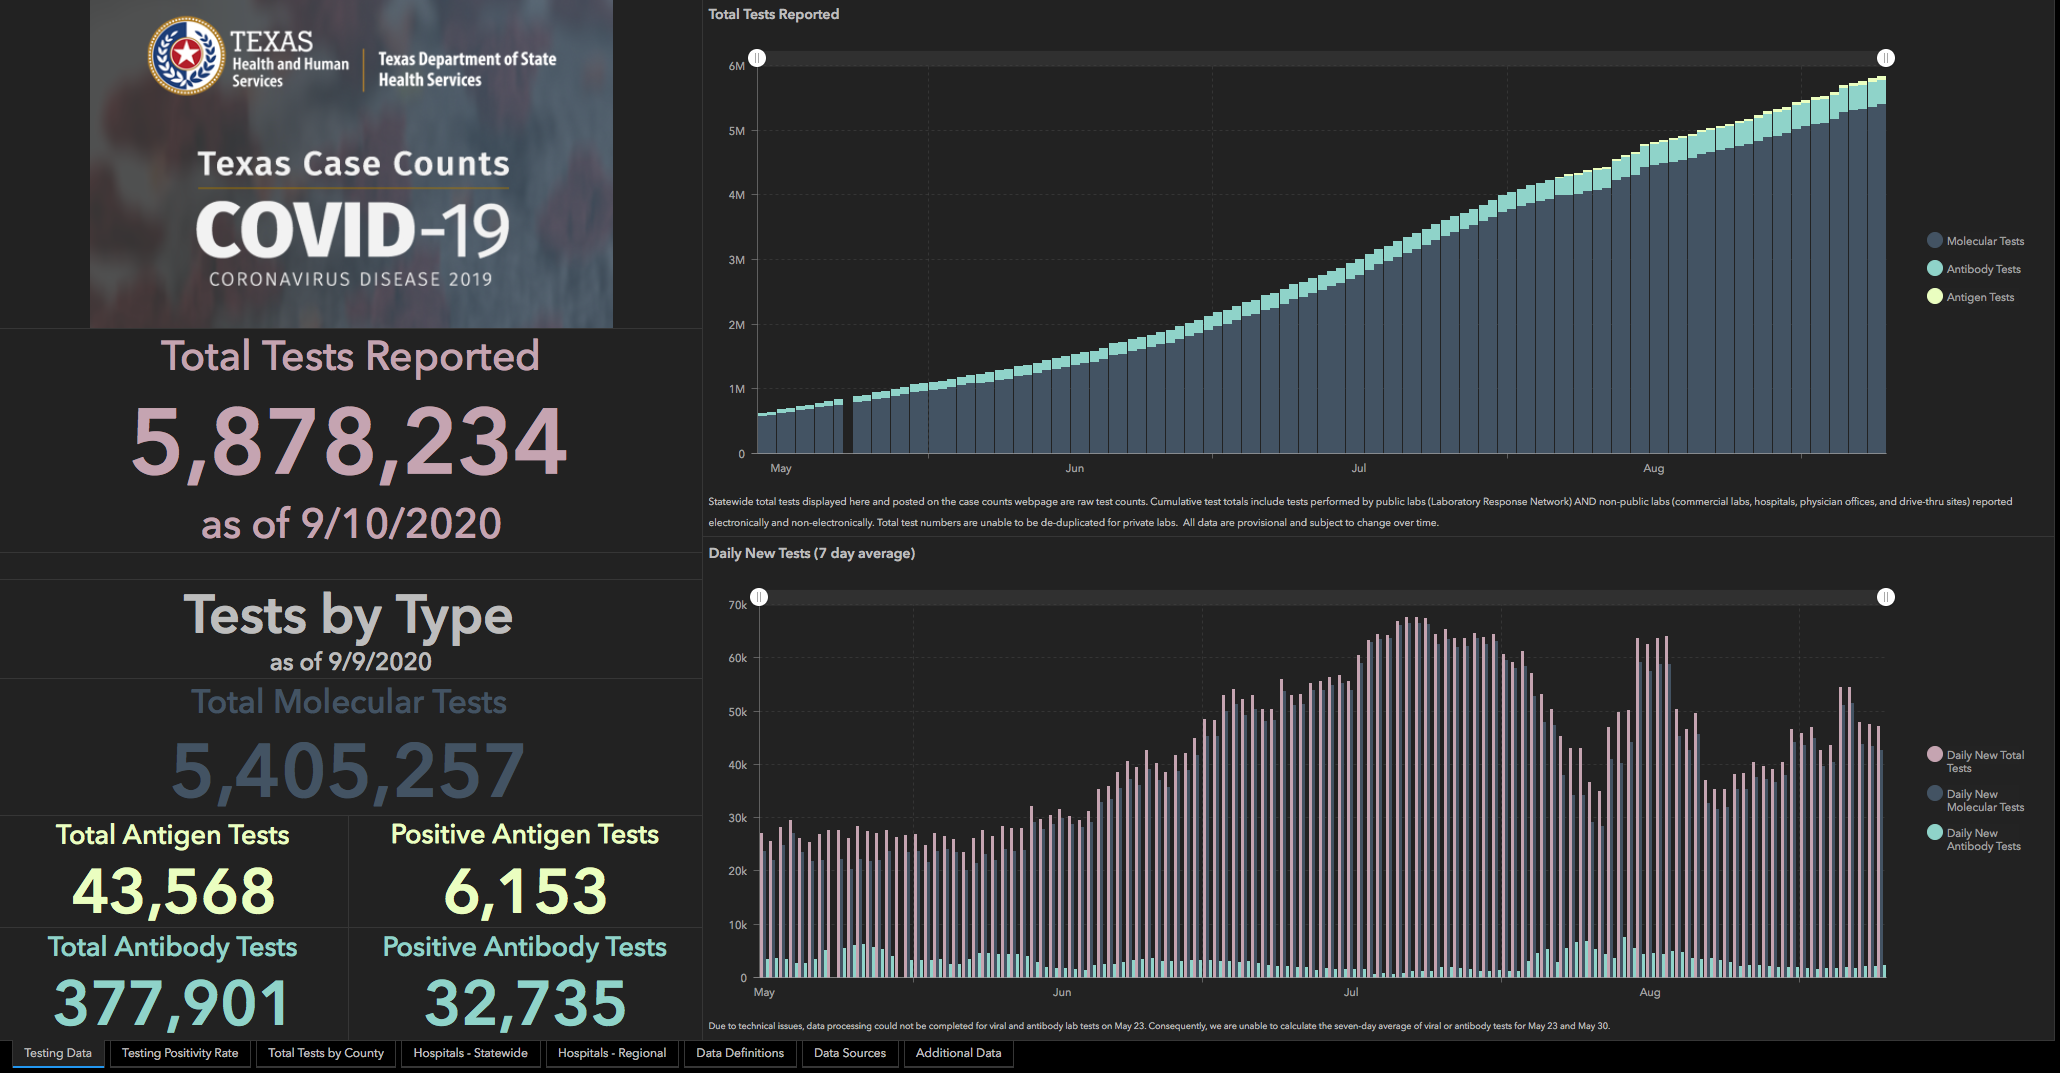 TEXAS
Health and Human
Services
Texas Department of State
Health Services
Texas Case Counts
COVID-19
CORONAVIRUS DISEASE 2019
Total Tests Reported
5,878,234
as of 9/10/2020
Tests by Type
as of 9/9/2020
Total Molecular Tests
5,405,257
Total Antigen Tests
43,568
Positive Antigen Tests
6,153
Total Antibody Tests
377,901
Positive Antibody Tests
32,735
Total Tests Reported
6M
5M
4M
3M
2M
1M
0
May
Jun
Jul
Aug
Molecular Tests
Antibody Tests
Antigen Tests
Statewide total tests displayed here and posted on the case counts webpage are raw test counts. Cumulative test totals include tests performed by public labs (Laboratory Response Network) AND non-public labs (commercial labs, hospitals, physician offices, and drive-thru sites) reported
electronically and non-electronically. Total test numbers are unable to be de-duplicated for private labs. All data are provisional and subject to change over time.
Daily New Tests (7 day average)
70k
60k
50k
40k
30k
20k
10k
0
May
Jun
Jul
Aug
Daily New Total
Tests
Daily New
Molecular Tests
Daily New
Antibody Tests
Due to technical issues, data processing could not be completed for viral and antibody lab tests on May 23. Consequently, we are unable to calculate the seven-day average of viral or antibody tests for May 23 and May 30.
Testing Data
Testing Positivity Rate
Total Tests by County
Hospitals - Statewide
Hospitals - Regional
Data Definitions
Data Sources
Additional Data